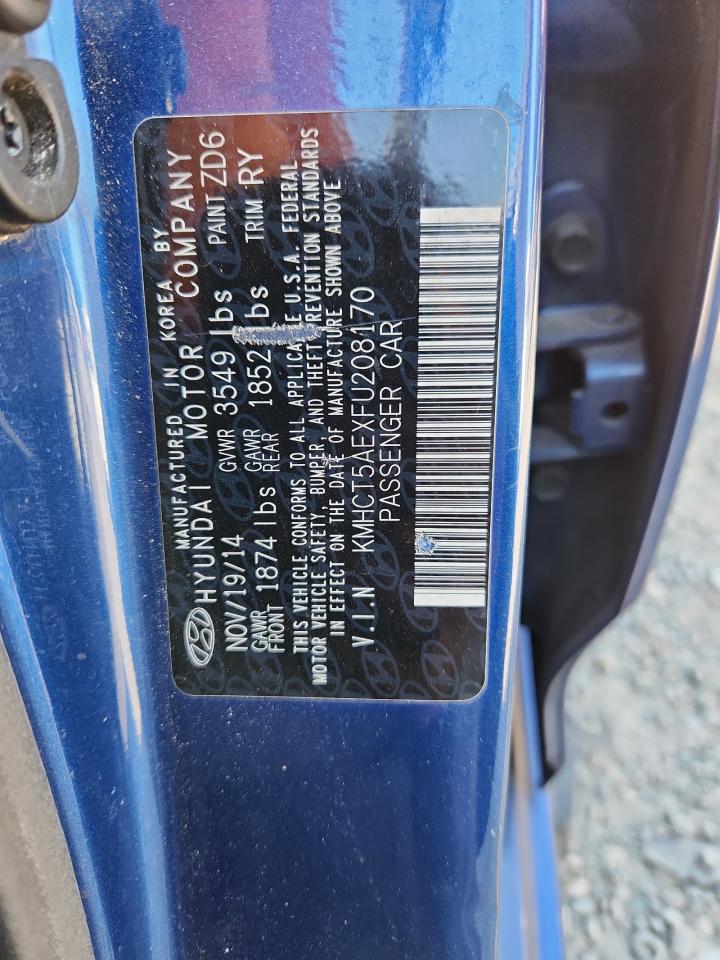 MANUFACTURED IN KOREA BY
HYUNDAI MOTOR COMPANY
NOV/19/14 GVWR 3549 lbs PAINT ZD6
GAWR FRONT 1874 lbs GAWR REAR 1852 lbs TRIM RY
THIS VEHICLE CONFORMS TO ALL APPLICABLE U.S.A. FEDERAL
MOTOR VEHICLE SAFETY, BUMPER, AND THEFT PREVENTION STANDARDS
IN EFFECT ON THE DATE OF MANUFACTURE SHOWN ABOVE
V.I.N KMHCT5AEXFU208170
PASSENGER CAR